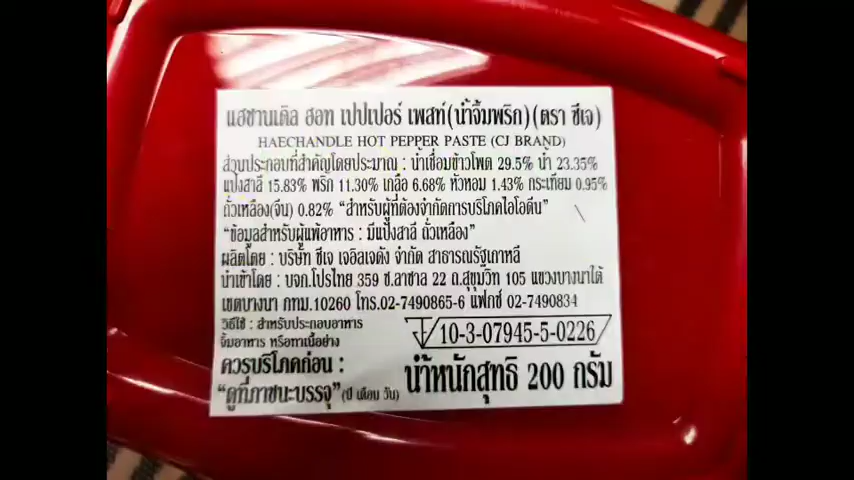 แฮชานเดิล ฮอท เปปเปอร์ เพสท์(น้ำจิ้มพริก)(ตรา ซีเจ)
HAECHANDLE HOT PEPPER PASTE (CJ BRAND)
ส่วนประกอบที่สำคัญโดยประมาณ : น้ำเชื่อมข้าวโพด 29.5% น้ำ 23.35%
แป้งสาลี 15.83% พริก 11.30% เกลือ 6.68% หัวหอม 1.43% กระเทียม 0.95%
ถั่วเหลือง(จีน) 0.82% “สำหรับผู้ที่ต้องจำกัดการบริโภคไอโอดีน”
“ข้อมูลสำหรับผู้แพ้อาหาร : มีแป้งสาลี ถั่วเหลือง”
ผลิตโดย : บริษัท ซีเจ เจอิลเจดัง จำกัด สาธารณรัฐเกาหลี
นำเข้าโดย : บจก.โปรไทย 359 ซ.ลาซาล 22 ถ.สุขุมวิท 105 แขวงบางนาใต้
เขตบางนา กทม.10260 โทร.02-7490865-6 แฟกซ์ 02-7490834
วิธีใช้ : สำหรับประกอบอาหาร
จิ้มอาหาร หรือทาเนื้อย่าง
10-3-07945-5-0226
ควรบริโภคก่อน :
“ดูที่ภาชนะบรรจุ”(ปี เดือน วัน)
น้ำหนักสุทธิ 200 กรัม